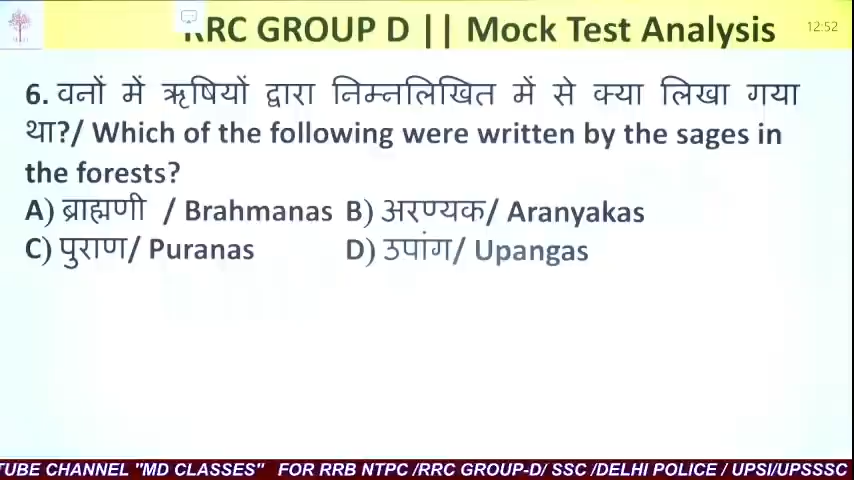 RRC GROUP D || Mock Test Analysis
12:52
6. वनों में ऋषियों द्वारा निम्नलिखित में से क्या लिखा गया
था?/ Which of the following were written by the sages in
the forests?
A) ब्राह्मणी / Brahmanas B) अरण्यक/ Aranyakas
C) पुराण/ Puranas D) उपांग/ Upangas
TUBE CHANNEL "MD CLASSES" FOR RRB NTPC /RRC GROUP-D/ SSC /DELHI POLICE / UPSI/UPSSSC